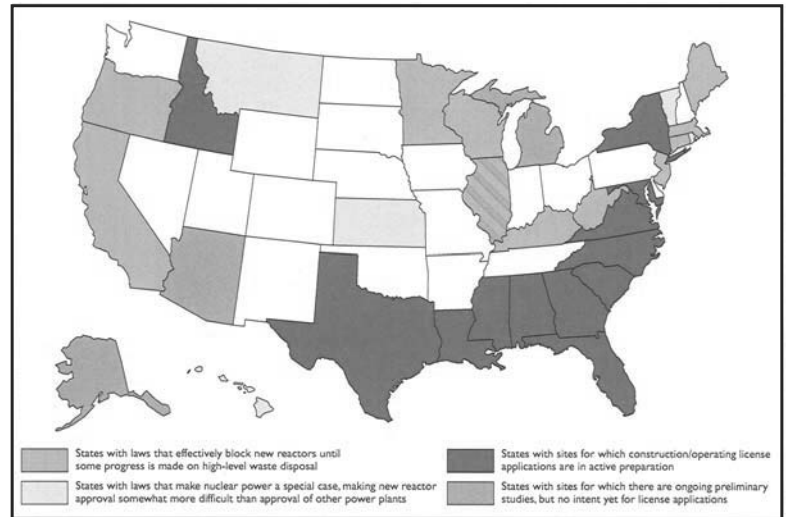 States with laws that effectively block new reactors until
some progress is made on high-level waste disposal
States with laws that make nuclear power a special case, making new reactor
approval somewhat more difficult than approval of other power plants
States with sites for which construction/operating license
applications are in active preparation
States with sites for which there are ongoing preliminary
studies, but no intent yet for license applications